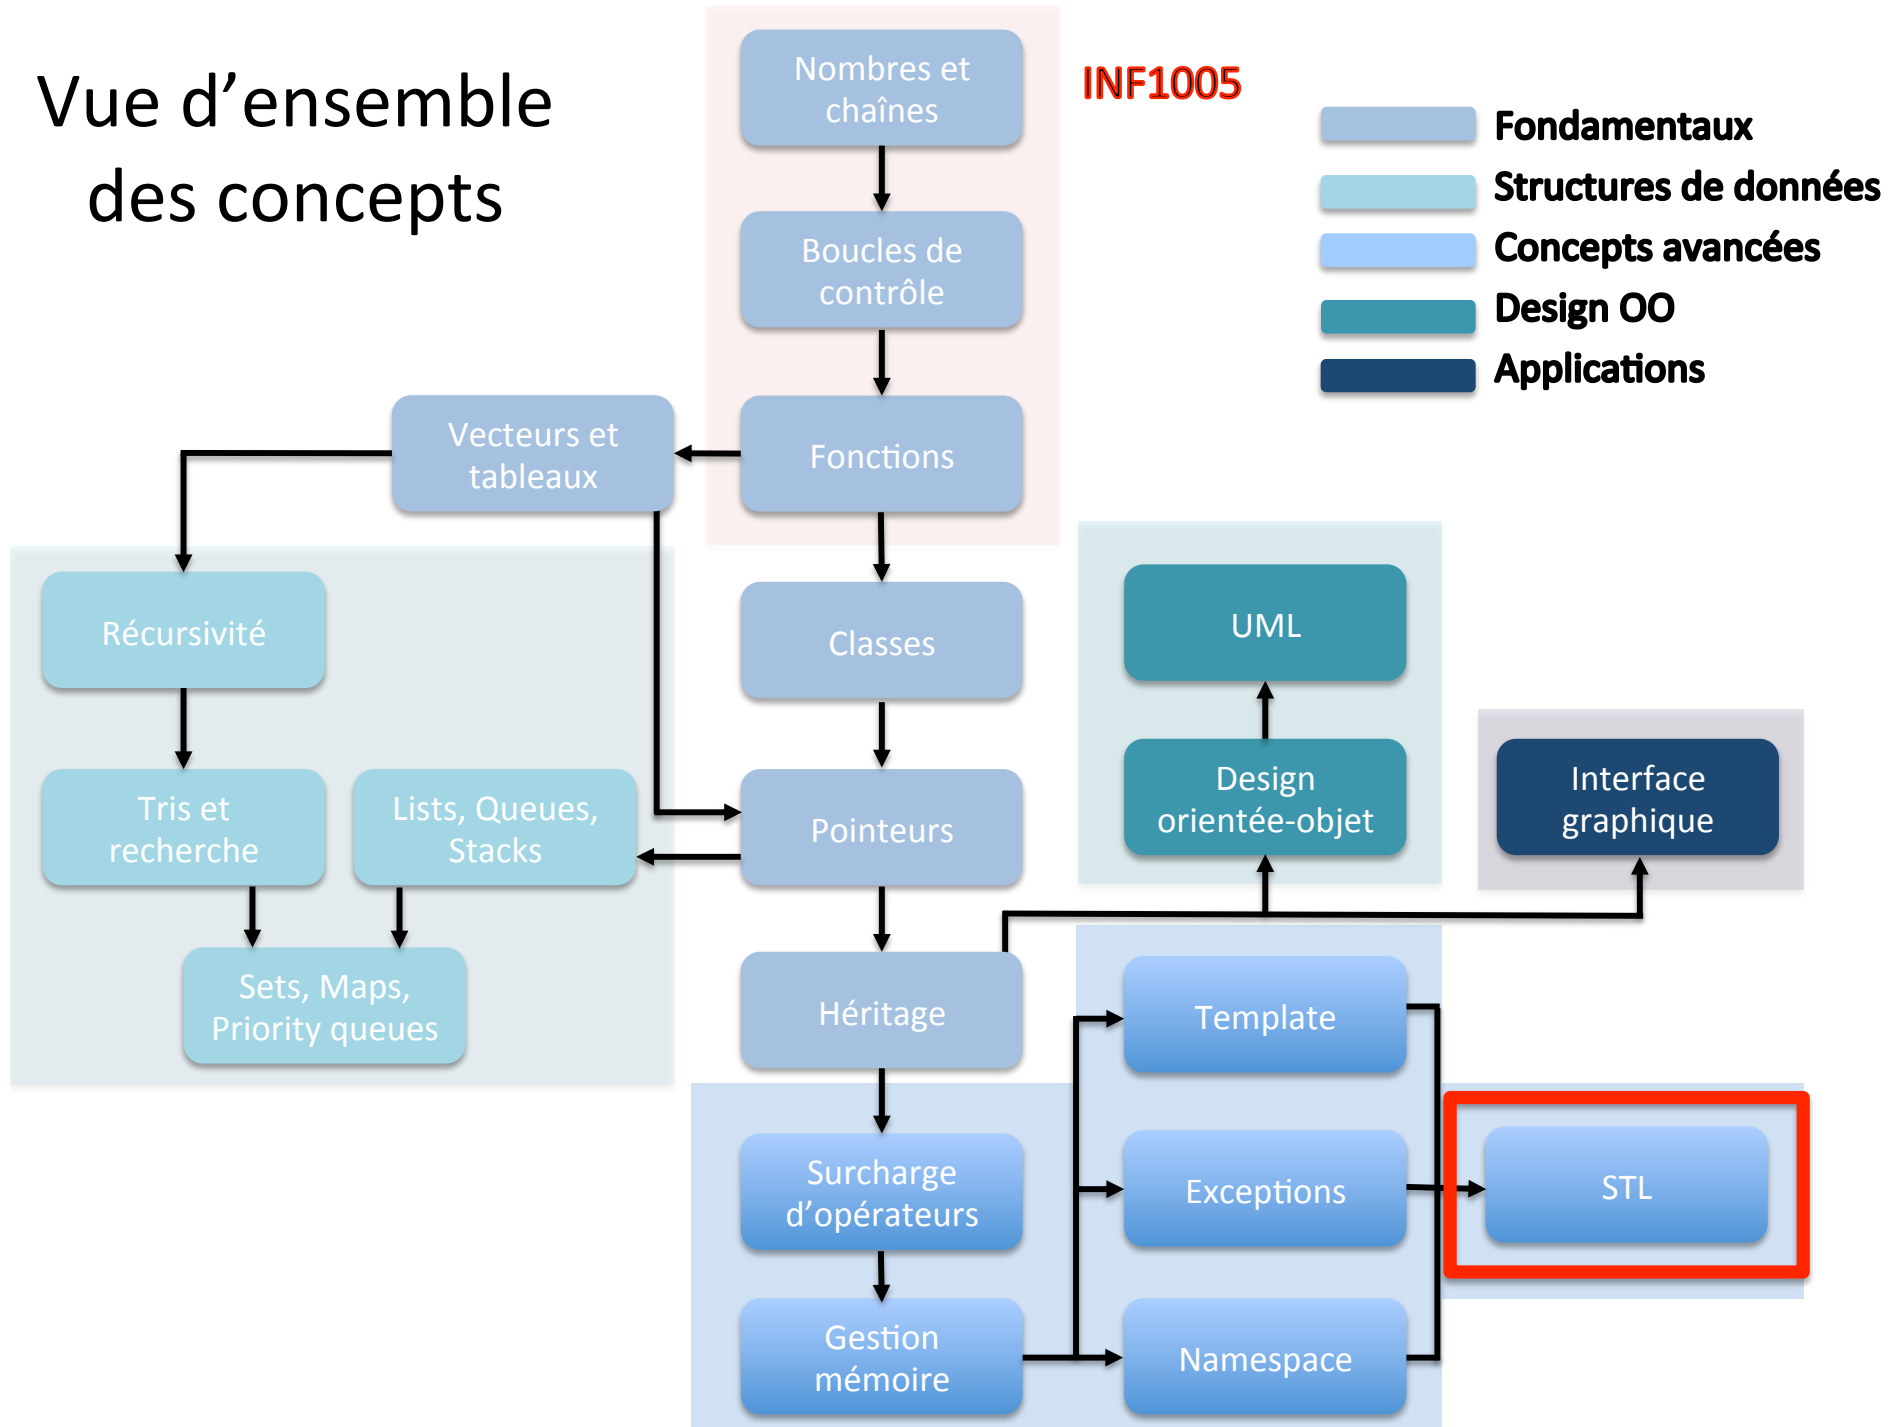 Vue d’ensemble
des concepts
Nombres et
chaînes
INF1005
Fondamentaux
Structures de données
Concepts avancées
Design OO
Applications
Boucles de
contrôle
Vecteurs et
tableaux
Fonctions
Récursivité
Classes
UML
Tris et
recherche
Lists, Queues,
Stacks
Pointeurs
Design
orientée-objet
Interface
graphique
Sets, Maps,
Priority queues
Héritage
Template
Surcharge
d’opérateurs
Exceptions
STL
Gestion
mémoire
Namespace